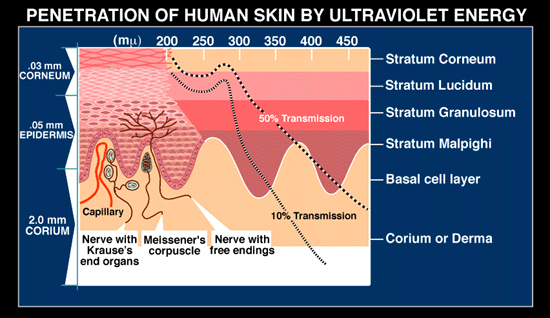 PENETRATION OF HUMAN SKIN BY ULTRAVIOLET ENERGY
(mμ) 200 250 300 350 400 450
.03 mm
CORNEUM
.05 mm
EPIDERMIS
2.0 mm
CORIUM
Stratum Corneum
Stratum Lucidum
Stratum Granulosum
Stratum Malpighi
Basal cell layer
Corium or Derma
50% Transmission
10% Transmission
Capillary
Nerve with
Krause's
end organs
Meissener's
corpuscle
Nerve with
free endings